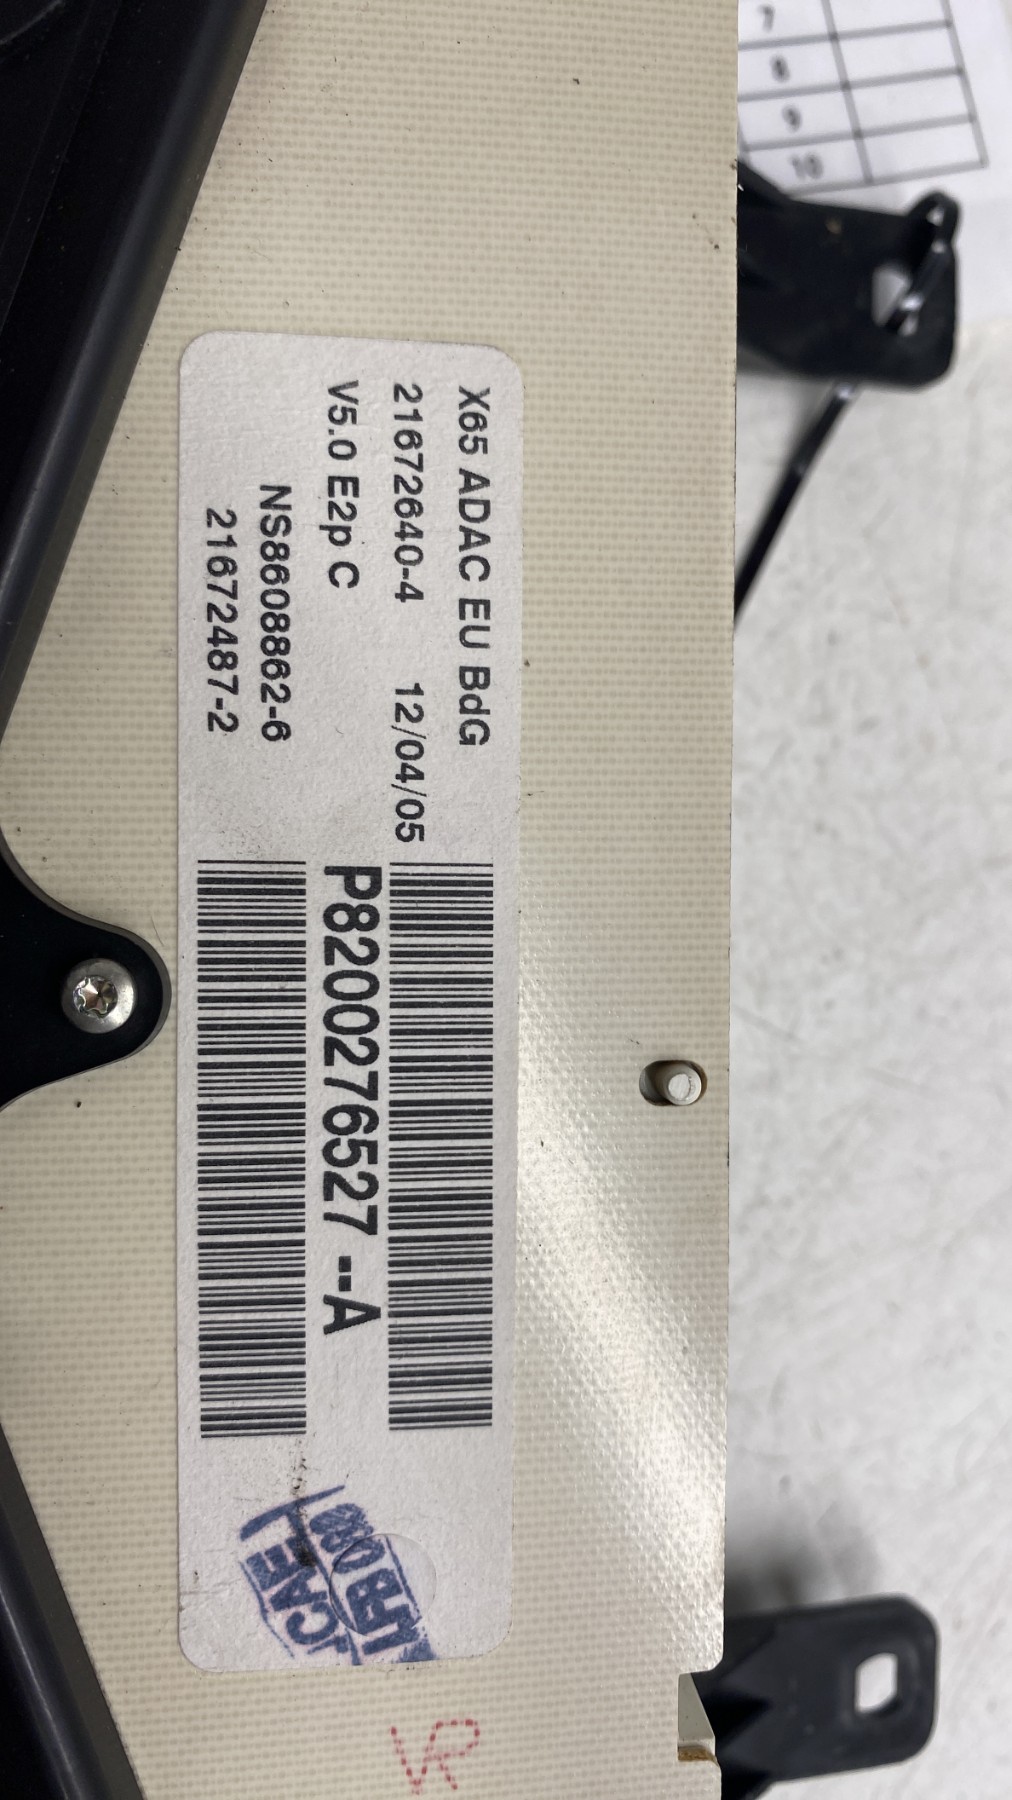 7
8
9
10
X65 ADAC EU BdG
21672640-4 12/04/05
V5.0 E2p C
NS8608862-6
21672487-2
P8200276527 --A
VR